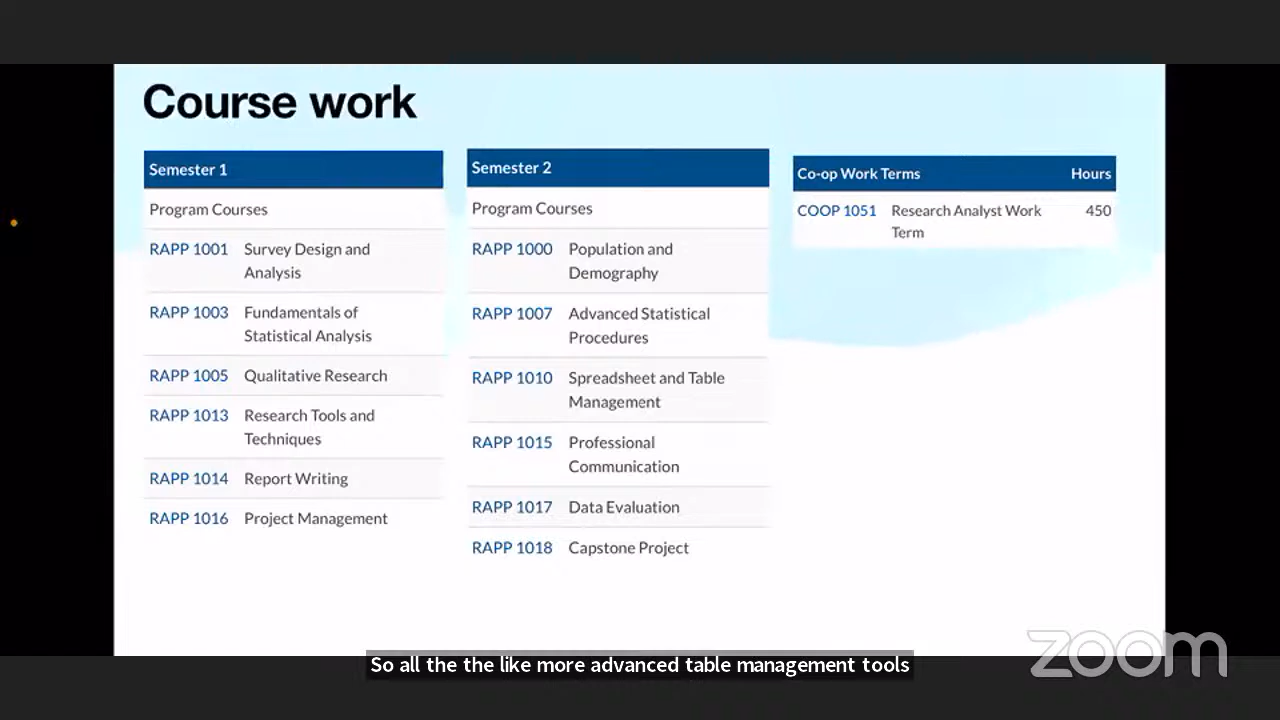 Course work
Semester 1
Program Courses
RAPP 1001 Survey Design and
Analysis
RAPP 1003 Fundamentals of
Statistical Analysis
RAPP 1005 Qualitative Research
RAPP 1013 Research Tools and
Techniques
RAPP 1014 Report Writing
RAPP 1016 Project Management
Semester 2
Program Courses
RAPP 1000 Population and
Demography
RAPP 1007 Advanced Statistical
Procedures
RAPP 1010 Spreadsheet and Table
Management
RAPP 1015 Professional
Communication
RAPP 1017 Data Evaluation
RAPP 1018 Capstone Project
Co-op Work Terms Hours
COOP 1051 Research Analyst Work 450
Term
So all the the like more advanced table management tools
zoom